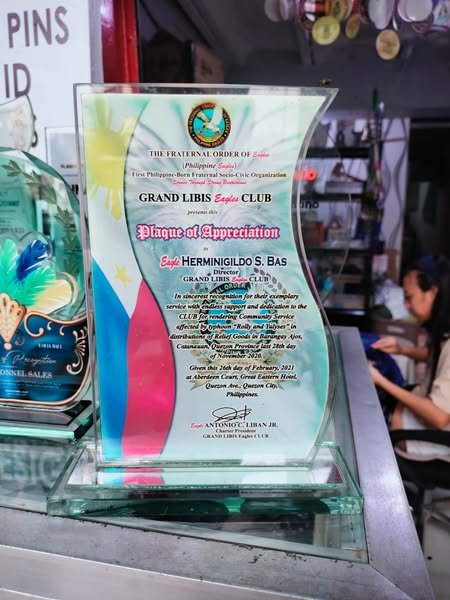 PINS
ID
THE FRATERNAL ORDER OF Eagles
(Philippine Eagles)
First Philippine-Born Fraternal Socio-Civic Organization
Service Through Strong Brotherhood
GRAND LIBIS Eagles CLUB
presents this
Plaque of Appreciation
to
Eagle HERMINIGILDO S. BAS
Director
GRAND LIBIS Eagles CLUB
In sincerest recognition for their exemplary
service with endless support and dedication to the
CLUB for rendering Community Service
affected by typhoon "Rolly and Yulyses" in
distributions of Relief Goods in Barangay Ajos,
Catanauan, Quezon Province last 28th day
of November 2020.
Given this 26th day of February, 2021
at Aberdeen Court, Great Eastern Hotel,
Quezon Ave., Quezon City,
Philippines.
Eagle ANTONIO C. LIBAN JR.
Charter President
GRAND LIBIS Eagles CLUB
of Recognition
ONNEL SALES